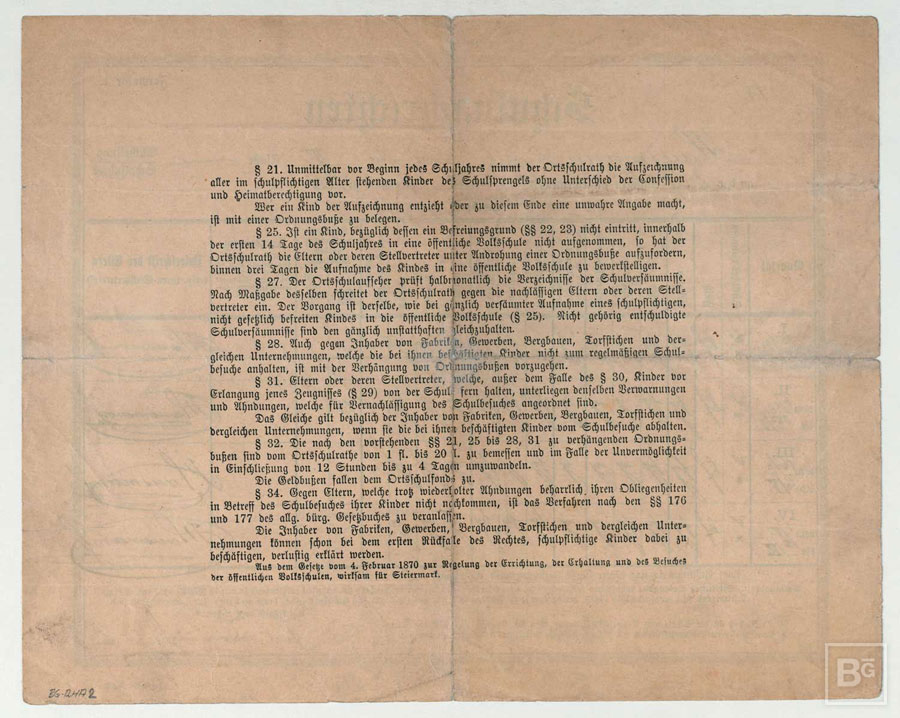 § 21. Unmittelbar vor Beginn jedes Schuljahres nimmt der Ortsschulrath die Aufzeichnung
aller im schulpflichtigen Alter stehenden Kinder des Schulsprengels ohne Unterschied der Confession
und Heimatberechtigung vor.
Wer ein Kind der Aufzeichnung entzieht oder zu diesem Ende eine unwahre Angabe macht,
ist mit einer Ordnungsbuße zu belegen.
§ 25. Ist ein Kind, bezüglich dessen ein Befreiungsgrund (§§ 22, 23) nicht eintritt, innerhalb
der ersten 14 Tage des Schuljahres in eine öffentliche Volksschule nicht aufgenommen, so hat der
Ortsschulrath die Eltern oder deren Stellvertreter unter Androhung einer Ordnungsbuße aufzufordern,
binnen drei Tagen die Aufnahme des Kindes in eine öffentliche Volksschule zu bewerkstelligen.
§ 27. Der Ortsschulaufseher prüft halbmonatlich die Verzeichnisse der Schulversäumnisse.
Nach Maßgabe desselben schreitet der Ortsschulrath gegen die nachlässigen Eltern oder deren Stell-
vertreter ein. Der Vorgang ist derselbe, wie bei gänzlich versäumter Aufnahme eines schulpflichtigen,
nicht gesetzlich befreiten Kindes in die öffentliche Volksschule (§ 25). Nicht gehörig entschuldigte
Schulversäumnisse sind den gänzlich unstatthaften gleichzuhalten.
§ 28. Auch gegen Inhaber von Fabriken, Gewerben, Bergbauen, Torfstichen und der-
gleichen Unternehmungen, welche die bei ihnen beschäftigten Kinder nicht zum regelmäßigen Schul-
besuche anhalten, ist mit der Verhängung von Ordnungsbußen vorzugehen.
§ 31. Eltern oder deren Stellvertreter, welche, außer dem Falle des § 30, Kinder vor
Erlangung jenes Zeugnisses (§ 29) von der Schule fern halten, unterliegen denselben Verwarnungen
und Ahndungen, welche für Vernachlässigung des Schulbesuches angeordnet sind.
Das Gleiche gilt bezüglich der Inhaber von Fabriken, Gewerben, Bergbauen, Torfstichen und
dergleichen Unternehmungen, wenn sie die bei ihnen beschäftigten Kinder vom Schulbesuche abhalten.
§ 32. Die nach den vorstehenden §§ 21, 25 bis 28, 31 zu verhängenden Ordnungs-
bußen sind vom Ortsschulrathe von 1 fl. bis 20 fl. zu bemessen und im Falle der Unvermöglichkeit
in Einschließung von 12 Stunden bis zu 4 Tagen umzuwandeln.
Die Geldbußen fallen dem Ortsschulfonds zu.
§ 34. Gegen Eltern, welche trotz wiederholter Ahndungen beharrlich ihren Obliegenheiten
in Betreff des Schulbesuches ihrer Kinder nicht nachkommen, ist das Verfahren nach den §§ 176
und 177 des allg. bürg. Gesetzbuches zu veranlassen.
Die Inhaber von Fabriken, Gewerben, Bergbauen, Torfstichen und dergleichen Unter-
nehmungen können schon bei dem ersten Rückfalle des Rechtes, schulpflichtige Kinder dabei zu
beschäftigen, verlustig erklärt werden.
Aus dem Gesetze vom 4. Februar 1870 zur Regelung der Errichtung, der Erhaltung und des Besuches
der öffentlichen Volksschulen, wirksam für Steiermark.
BG